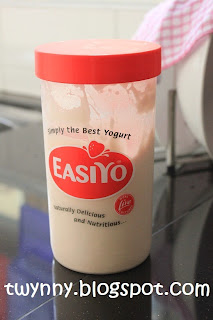 Simply the Best Yogurt
EASIYO
Naturally Delicious
and Nutritious...
twynny.blogspot.com